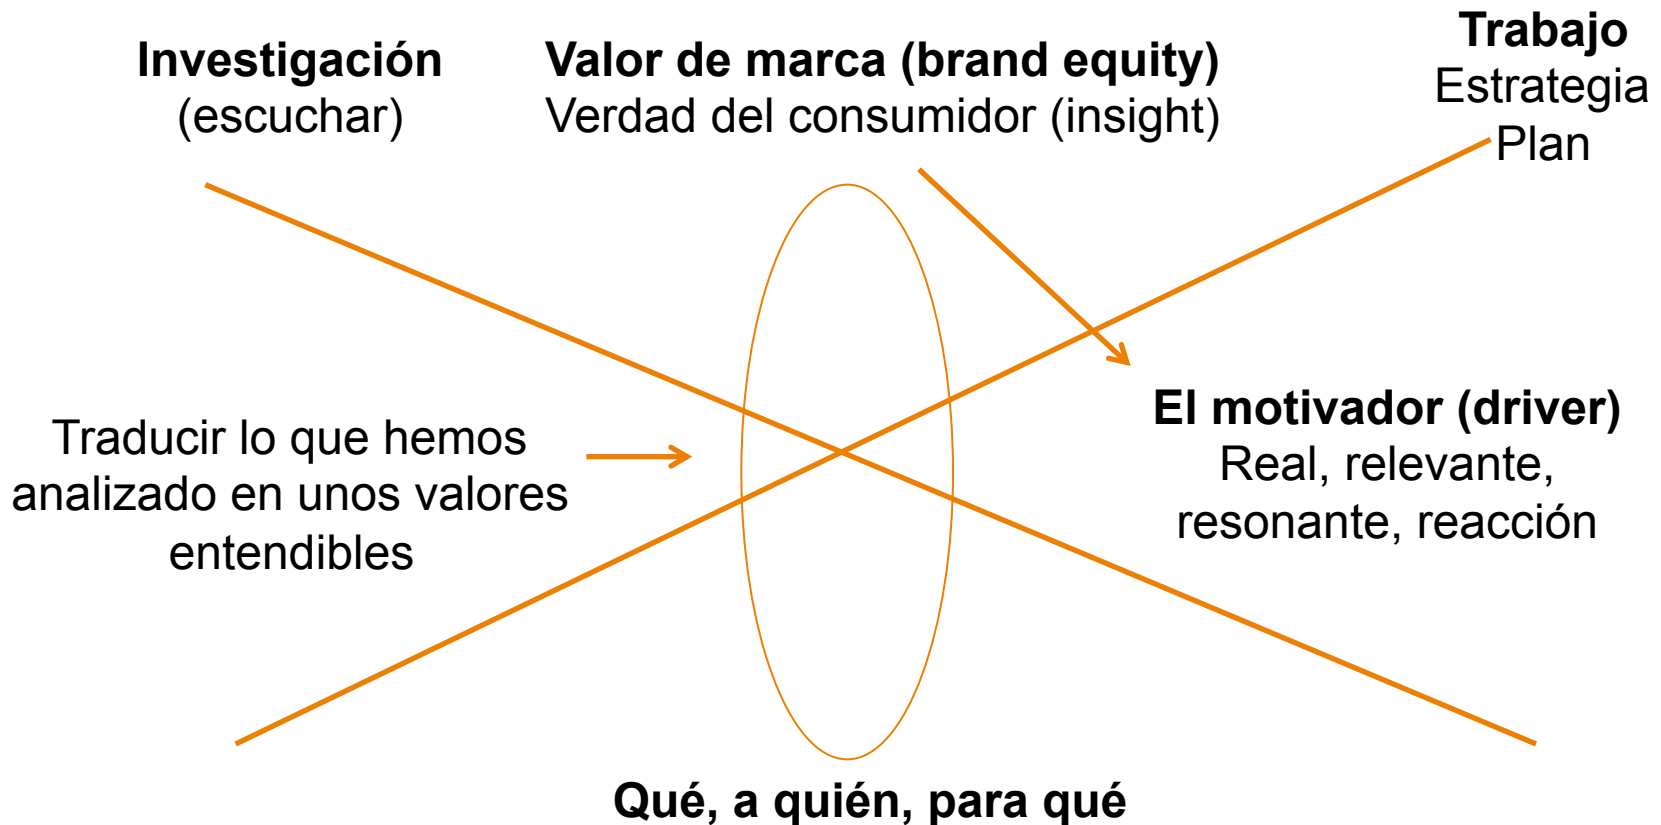 Investigación
(escuchar)
Valor de marca (brand equity)
Verdad del consumidor (insight)
Trabajo
Estrategia
Plan
Traducir lo que hemos
analizado en unos valores
entendibles
El motivador (driver)
Real, relevante,
resonante, reacción
Qué, a quién, para qué